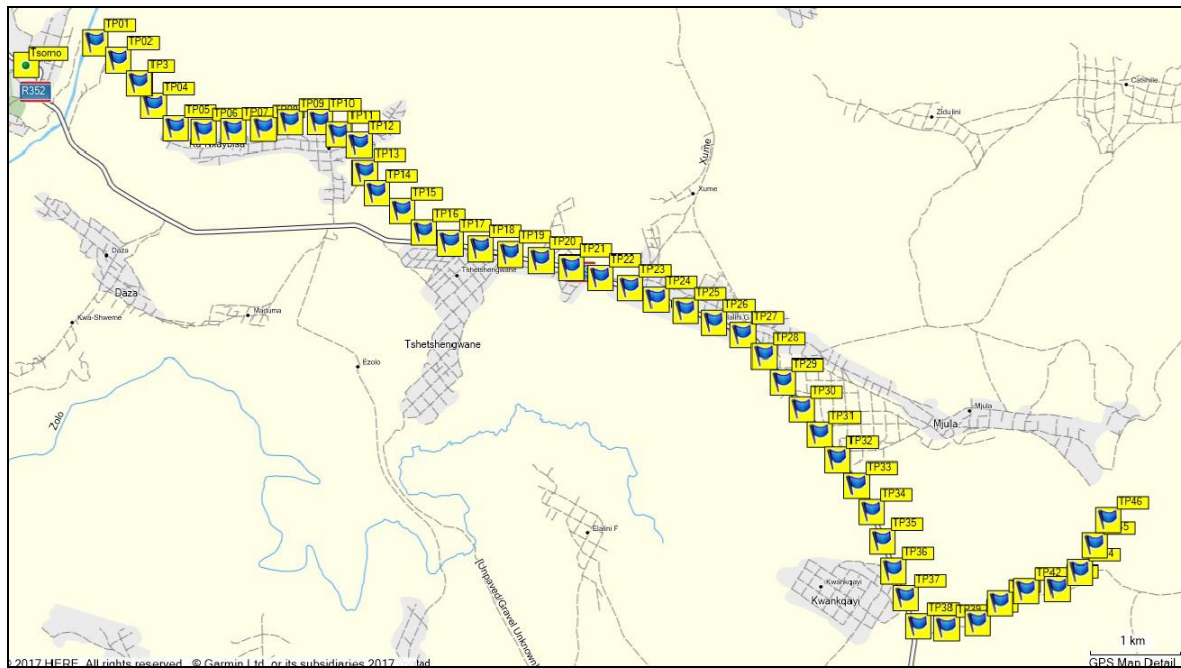 TP01
TP02
Tsomo
TP3
R352
TP04
TP05
TP06
TP07
TP09
TP10
TP11
TP12
TP13
TP14
TP15
TP16
TP17
TP18
TP19
TP20
TP21
TP22
TP23
TP24
TP25
TP26
TP27
TP28
TP29
TP30
TP31
TP32
TP33
TP34
TP35
TP36
TP37
TP38
TP42
TP46
Catshile
Zidulini
Xume
Xume
Daza
Daza
Maduma
Kwa-Shweme
Zolo
Ezolo
Tshetshengwane
Tshetshengwane
Mjula
Mjula
Elalini F
Kwankqayi
Kwankqayi
[Unpaved/Gravel Unknown]
1 km
GPS Map Detail
2017 HERE. All rights reserved. © Garmin Ltd. or its subsidiaries 2017.